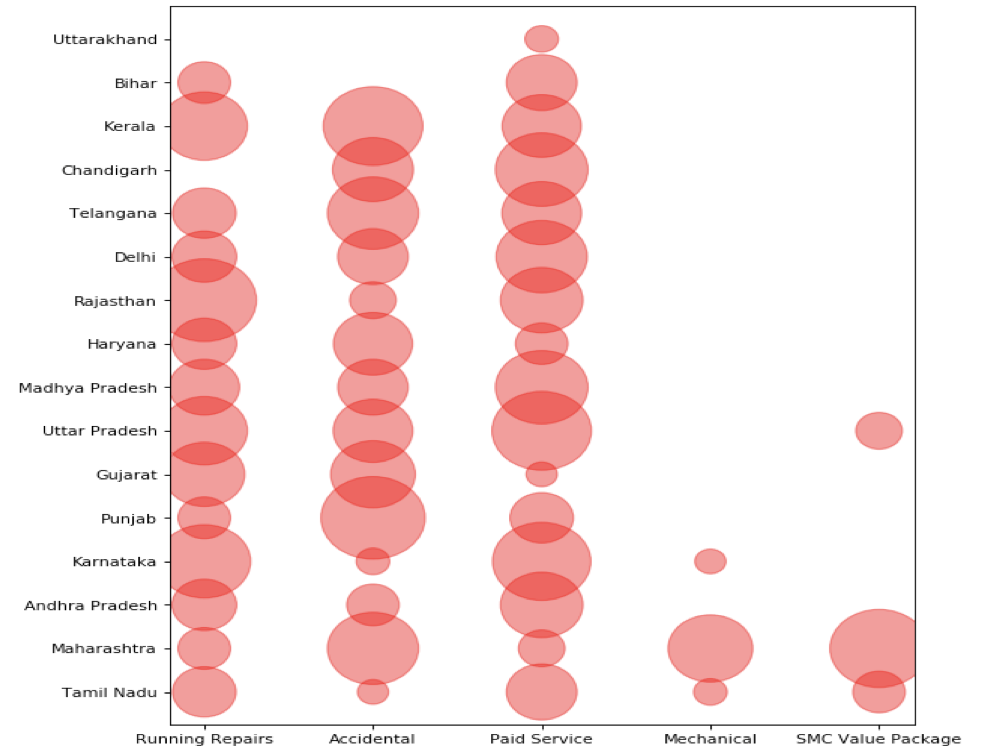 Uttarakhand
Bihar
Kerala
Chandigarh
Telangana
Delhi
Rajasthan
Haryana
Madhya Pradesh
Uttar Pradesh
Gujarat
Punjab
Karnataka
Andhra Pradesh
Maharashtra
Tamil Nadu
Running Repairs Accidental Paid Service Mechanical SMC Value Package